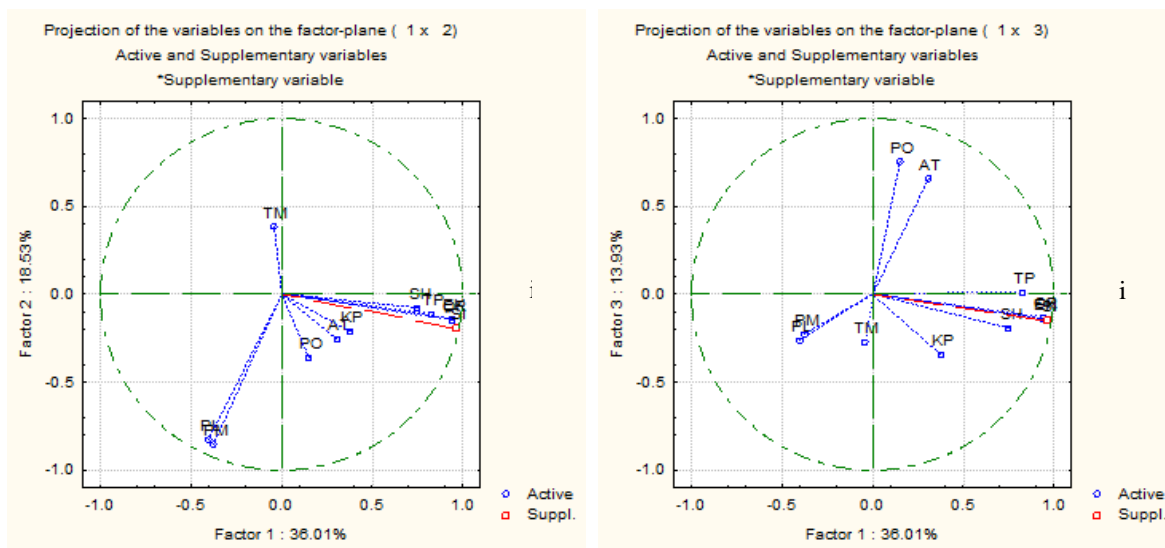 Projection of the variables on the factor-plane ( 1 x 2)
Active and Supplementary variables
*Supplementary variable
1.0
0.5
0.0
-0.5
-1.0
Factor 2 : 18.53%
TM
SH
TP
KP
AT
PO
-1.0 -0.5 0.0 0.5 1.0
Factor 1 : 36.01%
Active
Suppl.
i
Projection of the variables on the factor-plane ( 1 x 3)
Active and Supplementary variables
*Supplementary variable
1.0
0.5
0.0
-0.5
-1.0
Factor 3 : 13.93%
PO
AT
TP
SH
KP
TM
-1.0 -0.5 0.0 0.5 1.0
Factor 1 : 36.01%
Active
Suppl.
i